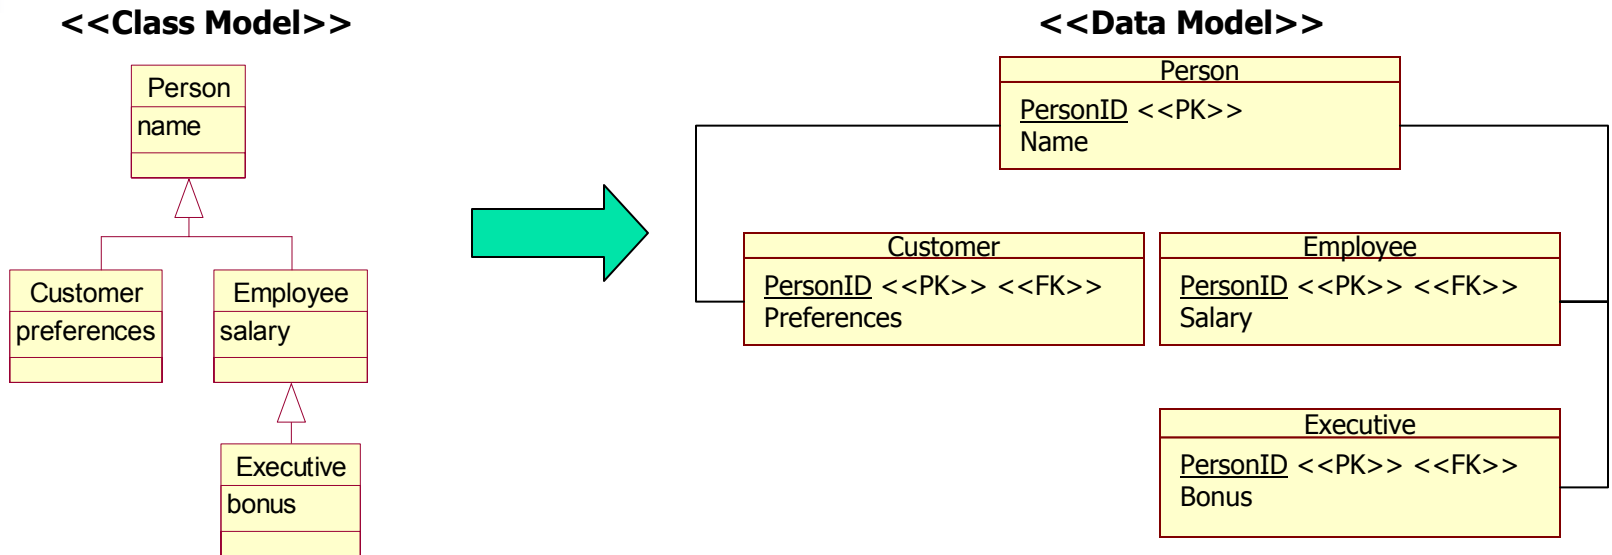 <<Class Model>>
Person
name
Customer
preferences
Employee
salary
Executive
bonus
<<Data Model>>
Person
PersonID <<PK>>
Name
Customer
PersonID <<PK>> <<FK>>
Preferences
Employee
PersonID <<PK>> <<FK>>
Salary
Executive
PersonID <<PK>> <<FK>>
Bonus